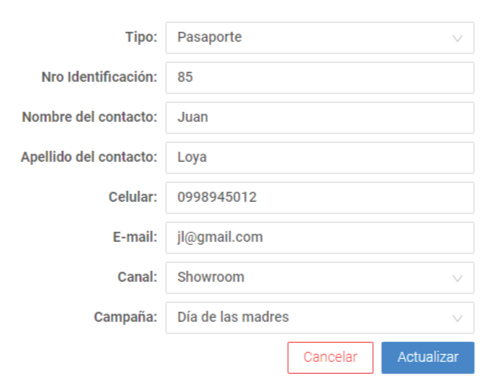 Tipo: Pasaporte
Nro Identificación: 85
Nombre del contacto: Juan
Apellido del contacto: Loya
Celular: 0998945012
E-mail: jl@gmail.com
Canal: Showroom
Campaña: Día de las madres
Cancelar Actualizar